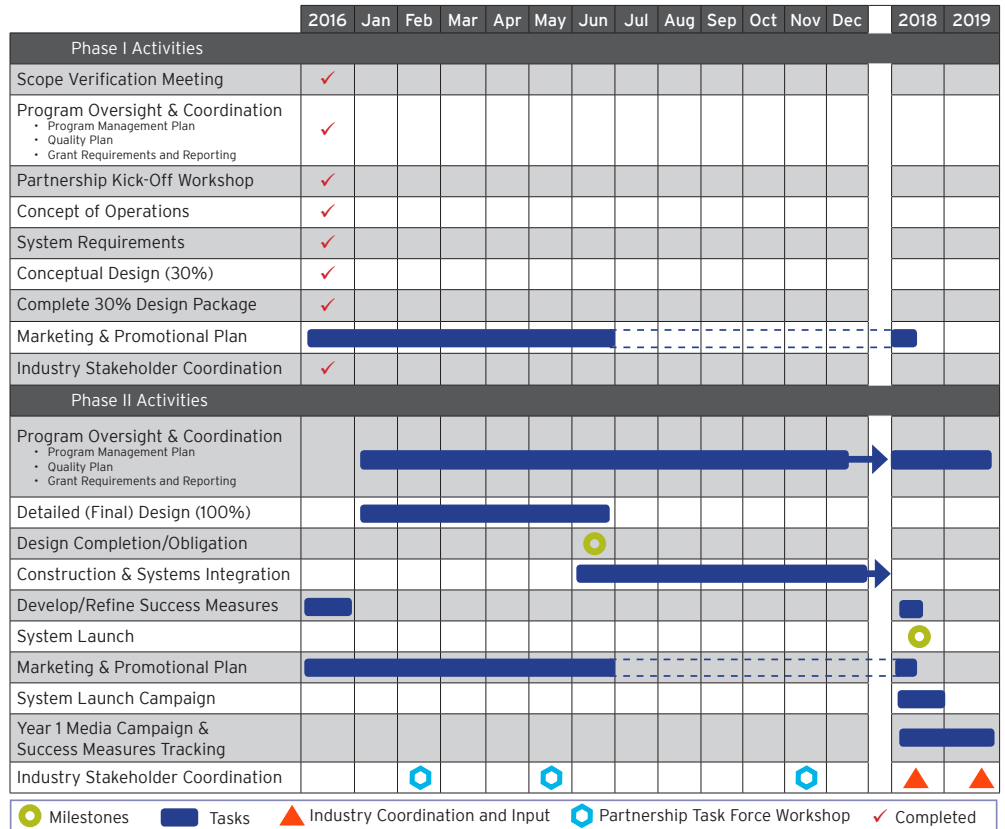 2016 Jan Feb Mar Apr May Jun Jul Aug Sep Oct Nov Dec 2018 2019
Phase I Activities
Scope Verification Meeting
Program Oversight & Coordination
• Program Management Plan
• Quality Plan
• Grant Requirements and Reporting
Partnership Kick-Off Workshop
Concept of Operations
System Requirements
Conceptual Design (30%)
Complete 30% Design Package
Marketing & Promotional Plan
Industry Stakeholder Coordination
Phase II Activities
Program Oversight & Coordination
• Program Management Plan
• Quality Plan
• Grant Requirements and Reporting
Detailed (Final) Design (100%)
Design Completion/Obligation
Construction & Systems Integration
Develop/Refine Success Measures
System Launch
Marketing & Promotional Plan
System Launch Campaign
Year 1 Media Campaign &
Success Measures Tracking
Industry Stakeholder Coordination
Milestones Tasks Industry Coordination and Input Partnership Task Force Workshop Completed